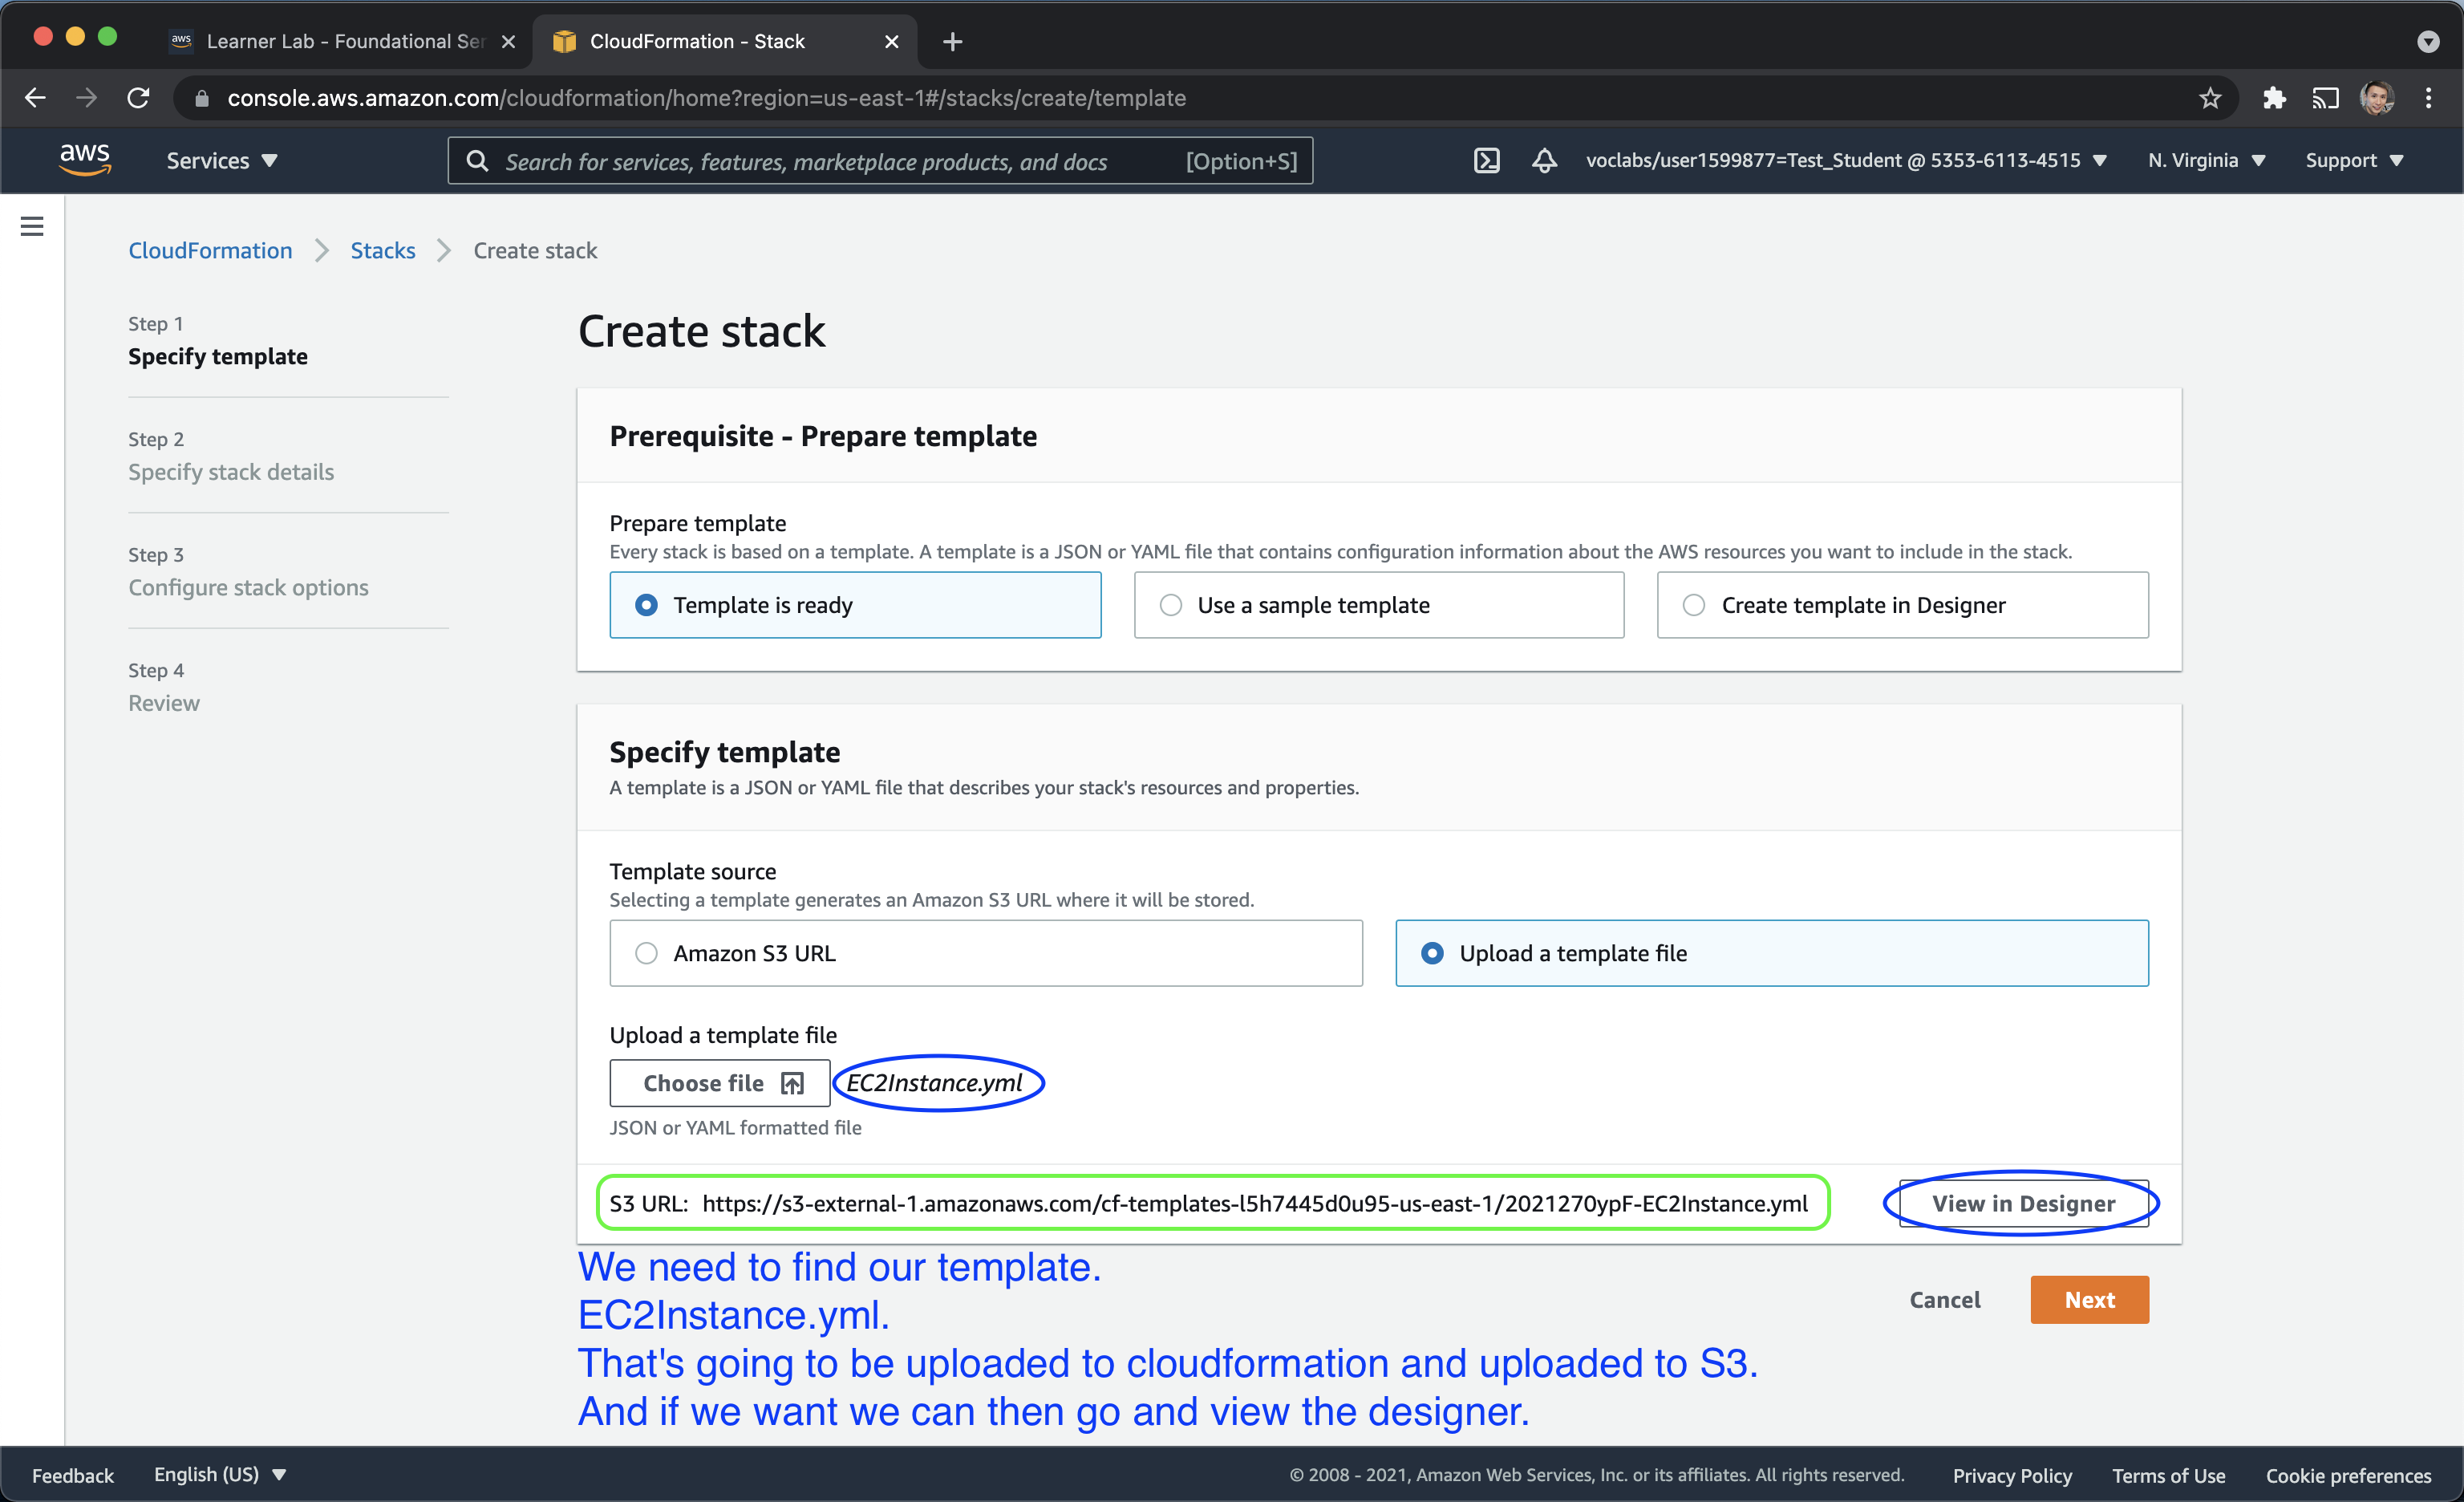 aws Learner Lab - Foundational Ser
CloudFormation - Stack
console.aws.amazon.com/cloudformation/home?region=us-east-1#/stacks/create/template
aws Services Search for services, features, marketplace products, and docs [Option+S] voclabs/user1599877=Test_Student @ 5353-6113-4515 N. Virginia Support
CloudFormation Stacks Create stack
Step 1
Specify template
Step 2
Specify stack details
Step 3
Configure stack options
Step 4
Review
Create stack
Prerequisite - Prepare template
Prepare template
Every stack is based on a template. A template is a JSON or YAML file that contains configuration information about the AWS resources you want to include in the stack.
Template is ready
Use a sample template
Create template in Designer
Specify template
A template is a JSON or YAML file that describes your stack's resources and properties.
Template source
Selecting a template generates an Amazon S3 URL where it will be stored.
Amazon S3 URL
Upload a template file
Upload a template file
Choose file EC2Instance.yml
JSON or YAML formatted file
S3 URL: https://s3-external-1.amazonaws.com/cf-templates-l5h7445d0u95-us-east-1/2021270ypF-EC2Instance.yml
View in Designer
We need to find our template.
EC2Instance.yml.
That's going to be uploaded to cloudformation and uploaded to S3.
And if we want we can then go and view the designer.
Cancel Next
Feedback English (US) © 2008 - 2021, Amazon Web Services, Inc. or its affiliates. All rights reserved. Privacy Policy Terms of Use Cookie preferences